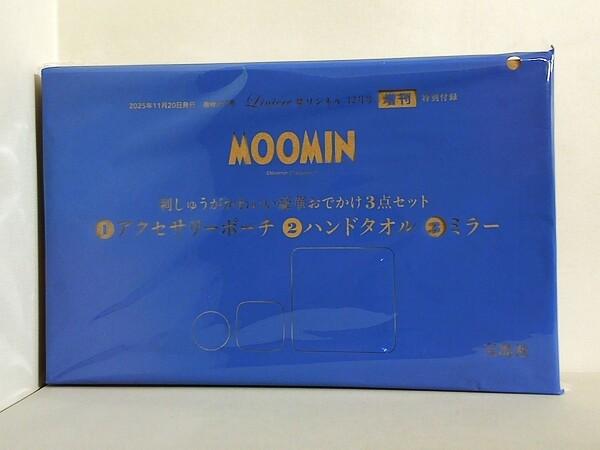 2025年11月20日発行
Liniere リンネル 12月号 増刊 特別付録
MOOMIN
刺しゅうがかわいい豪華おでかけ3点セット
①アクセサリーポーチ ②ハンドタオル ③ミラー
宝島社